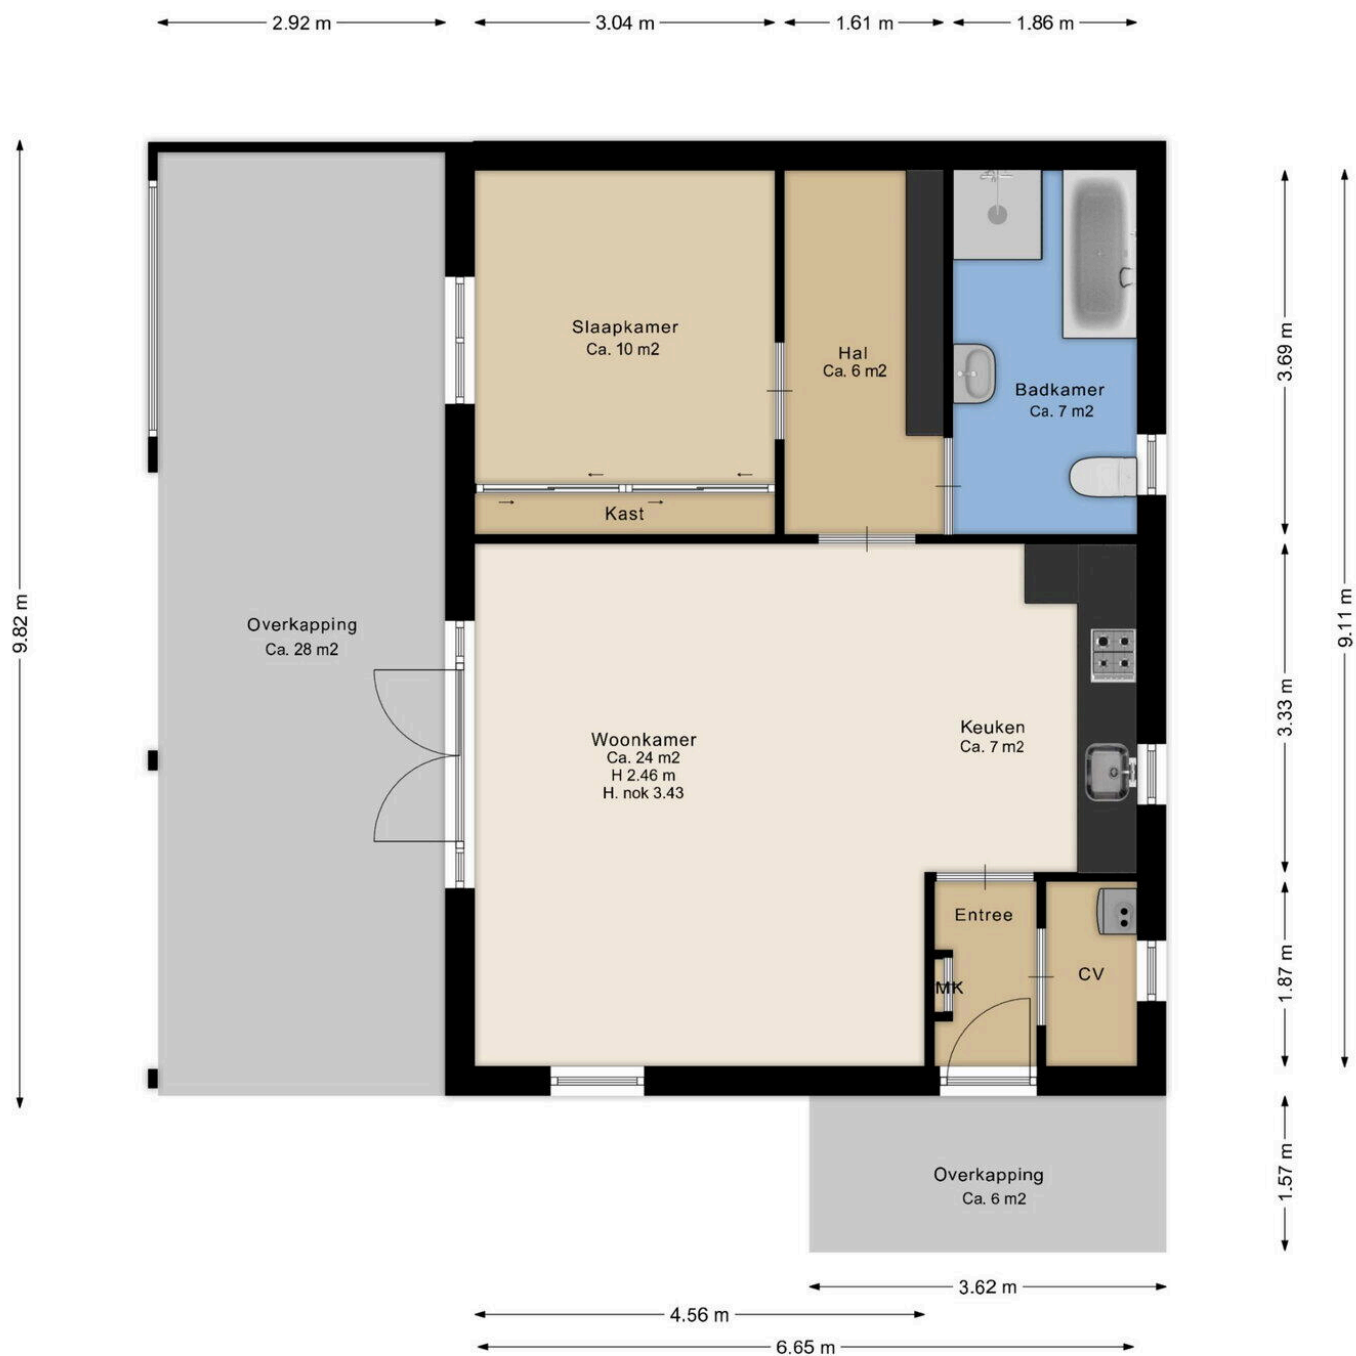 2.92 m
3.04 m
1.61 m
1.86 m
Slaapkamer
Ca. 10 m2
Hal
Ca. 6 m2
Badkamer
Ca. 7 m2
3.69 m
Kast
9.82 m
9.11 m
Overkapping
Ca. 28 m2
Woonkamer
Ca. 24 m2
H 2.46 m
H. nok 3.43
Keuken
Ca. 7 m2
3.33 m
Entree
MK
CV
1.87 m
Overkapping
Ca. 6 m2
1.57 m
3.62 m
4.56 m
6.65 m